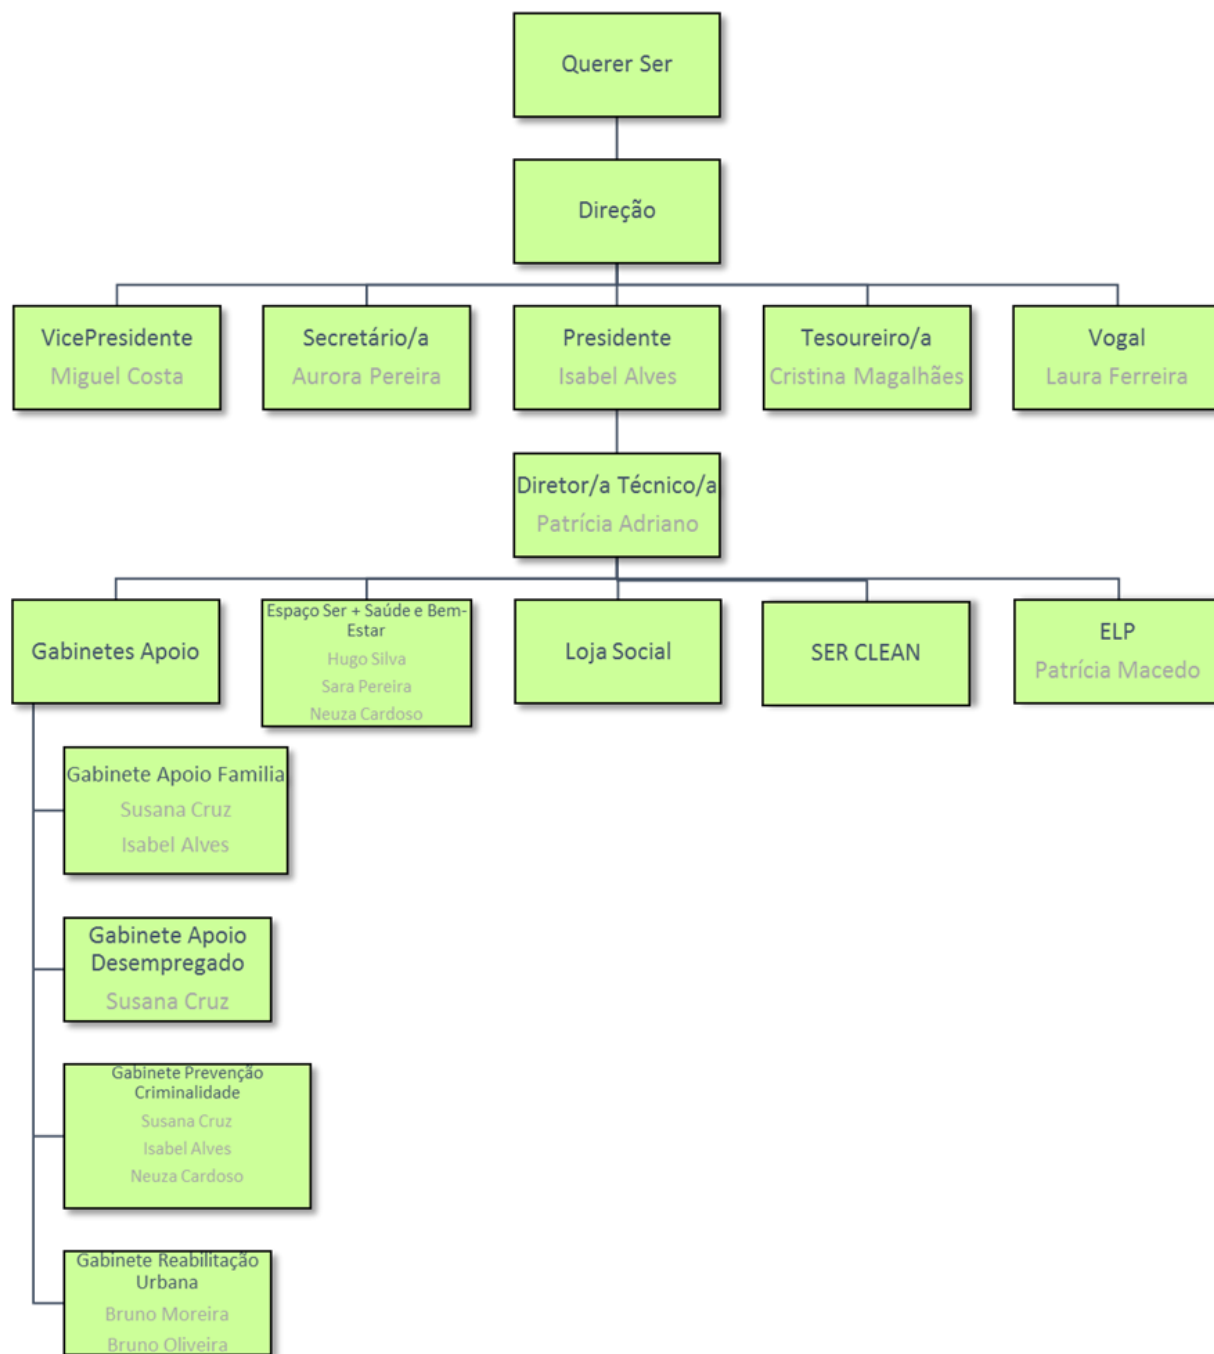 Querer Ser
Direção
VicePresidente
Miguel Costa
Secretário/a
Aurora Pereira
Presidente
Isabel Alves
Tesoureiro/a
Cristina Magalhães
Vogal
Laura Ferreira
Diretor/a Técnico/a
Patrícia Adriano
Gabinetes Apoio
Espaço Ser + Saúde e Bem-
Estar
Hugo Silva
Sara Pereira
Neuza Cardoso
Loja Social
SER CLEAN
ELP
Patrícia Macedo
Gabinete Apoio Familia
Susana Cruz
Isabel Alves
Gabinete Apoio
Desempregado
Susana Cruz
Gabinete Prevenção
Criminalidade
Susana Cruz
Isabel Alves
Neuza Cardoso
Gabinete Reabilitação
Urbana
Bruno Moreira
Bruno Oliveira